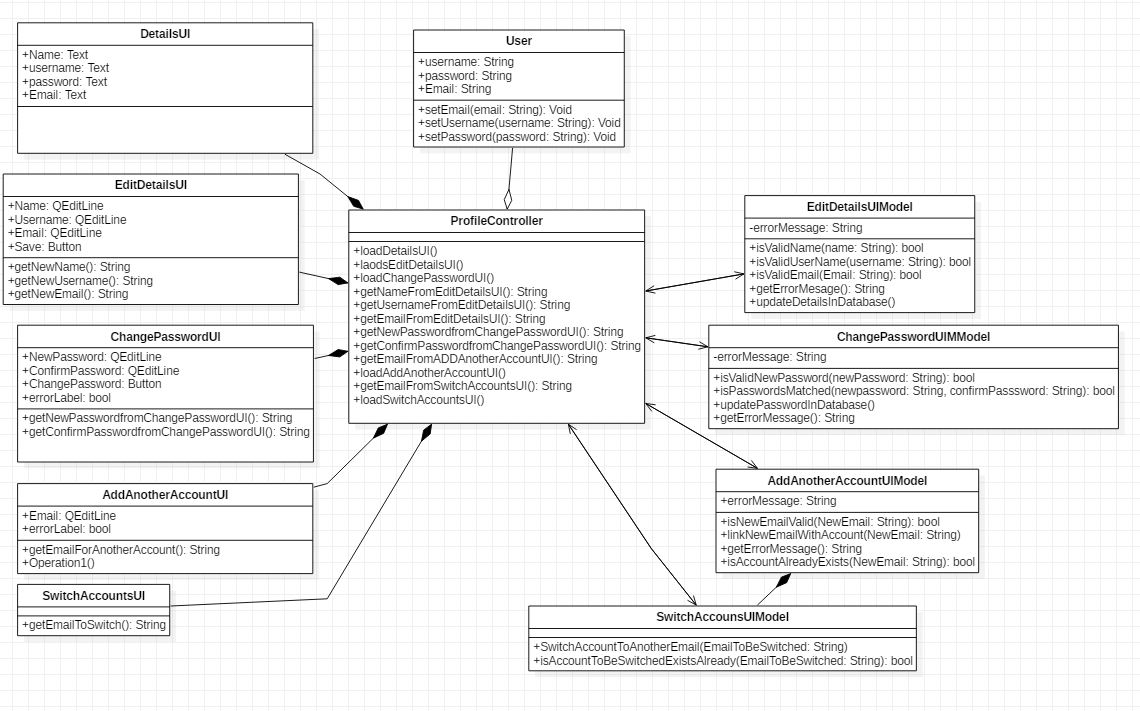 DetailsUI
+Name: Text
+username: Text
+password: Text
+Email: Text
User
+username: String
+password: String
+Email: String
+setEmail(email: String): Void
+setUsername(username: String): Void
+setPassword(password: String): Void
EditDetailsUI
+Name: QEditLine
+Username: QEditLine
+Email: QEditLine
+Save: Button
+getNewName(): String
+getNewUsername(): String
+getNewEmail(): String
ProfileController
+loadDetailsUI()
+laodsEditDetailsUI()
+loadChangePasswordUI()
+getNameFromEditDetailsUI(): String
+getUsernameFromEditDetailsUI(): String
+getEmailFromEditDetailsUI(): String
+getNewPasswordfromChangePasswordUI(): String
+getConfirmPasswordfromChangePasswordUI(): String
+getEmailFromADDAnotherAccountUI(): String
+loadAddAnotherAccountUI()
+getEmailFromSwitchAccountsUI(): String
+loadSwitchAccountsUI()
EditDetailsUIModel
-errorMessage: String
+isValidName(name: String): bool
+isValidUserName(username: String): bool
+isValidEmail(Email: String): bool
+getErrorMesage(): String
+updateDetailsInDatabase()
ChangePasswordUI
+NewPassword: QEditLine
+ConfirmPassword: QEditLine
+ChangePassword: Button
+errorLabel: bool
+getNewPasswordfromChangePasswordUI(): String
+getConfirmPasswordfromChangePasswordUI(): String
ChangePasswordUIMModel
-errorMessage: String
+isValidNewPassword(newPassword: String): bool
+isPasswordsMatched(newpassword: String, confirmPasssword: String): bool
+updatePasswordInDatabase()
+getErrorMessage(): String
AddAnotherAccountUI
+Email: QEditLine
+errorLabel: bool
+getEmailForAnotherAccount(): String
+Operation1()
AddAnotherAccountUIModel
+errorMessage: String
+isNewEmailValid(NewEmail: String): bool
+linkNewEmailWithAccount(NewEmail: String)
+getErrorMessage(): String
+isAccountAlreadyExists(NewEmail: String): bool
SwitchAccountsUI
+getEmailToSwitch(): String
SwitchAccounsUIModel
+SwitchAccountToAnotherEmail(EmailToBeSwitched: String)
+isAccountToBeSwitchedExistsAlready(EmailToBeSwitched: String): bool